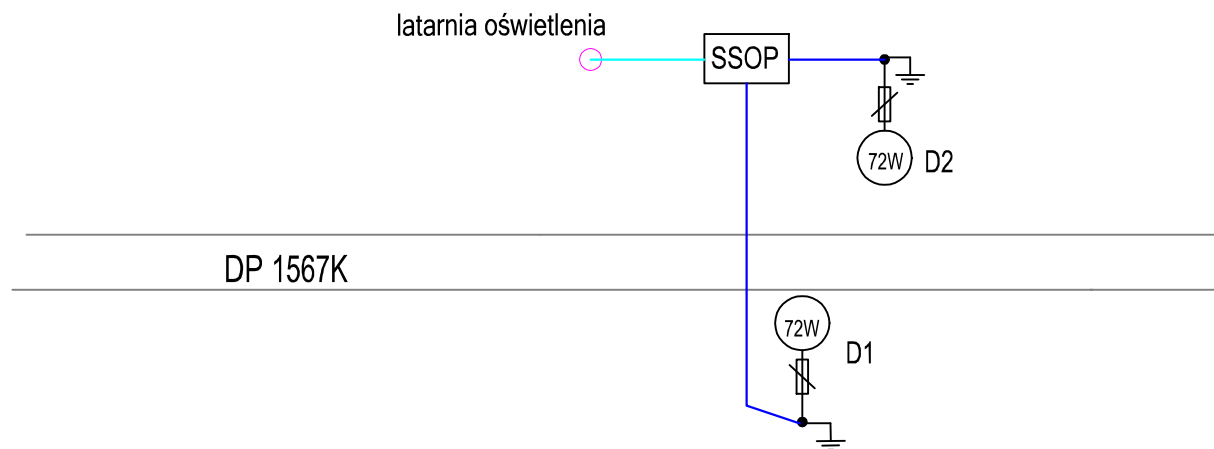 latarnia oświetlenia
SSOP
72W
D2
DP 1567K
72W
D1